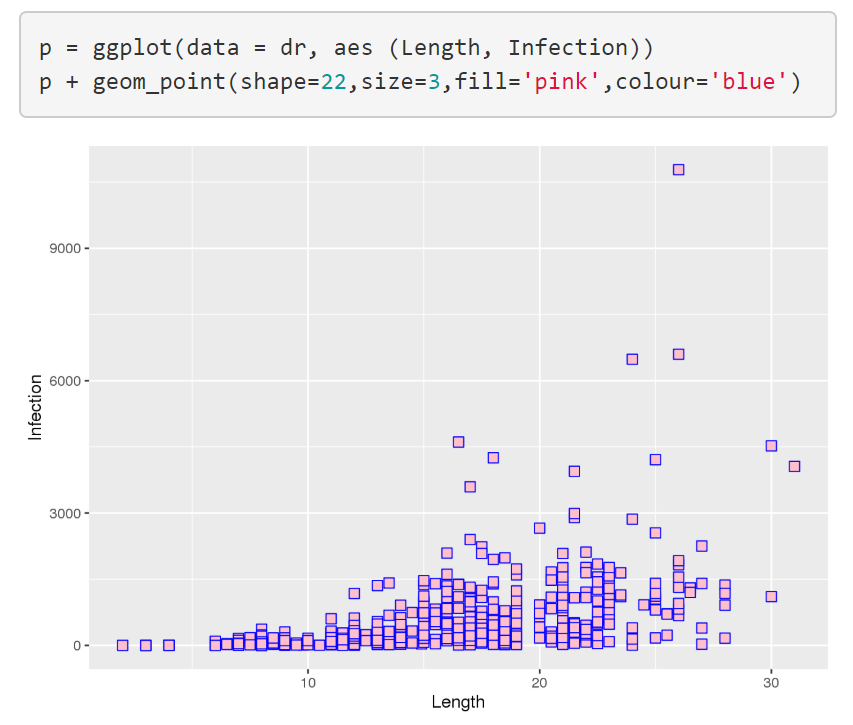 p = ggplot(data = dr, aes (Length, Infection))
p + geom_point(shape=22,size=3,fill='pink',colour='blue')
9000
6000
3000
0
Infection
10 20 30
Length